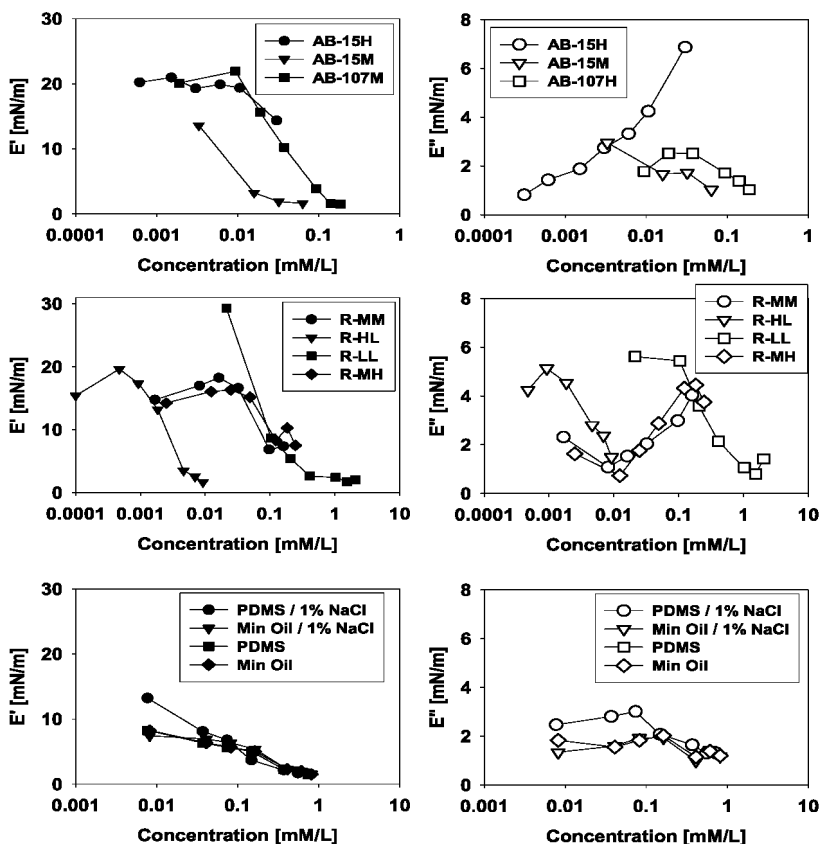 30
20
10
0
E' [mN/m]
AB-15H
AB-15M
AB-107M
0.0001 0.001 0.01 0.1 1
Concentration [mM/L]
8
6
4
2
0
E" [mN/m]
AB-15H
AB-15M
AB-107H
0.0001 0.001 0.01 0.1 1
Concentration [mM/L]
30
20
10
0
E' [mN/m]
R-MM
R-HL
R-LL
R-MH
0.0001 0.001 0.01 0.1 1 10
Concentration [mM/L]
8
6
4
2
0
E" [mN/m]
R-MM
R-HL
R-LL
R-MH
0.0001 0.001 0.01 0.1 1 10
Concentration [mM/L]
30
20
10
0
E' [mN/m]
PDMS / 1% NaCl
Min Oil / 1% NaCl
PDMS
Min Oil
0.001 0.01 0.1 1 10
Concentration [mM/L]
8
6
4
2
0
E" [mN/m]
PDMS / 1% NaCl
Min Oil / 1% NaCl
PDMS
Min Oil
0.001 0.01 0.1 1 10
Concentration [mM/L]